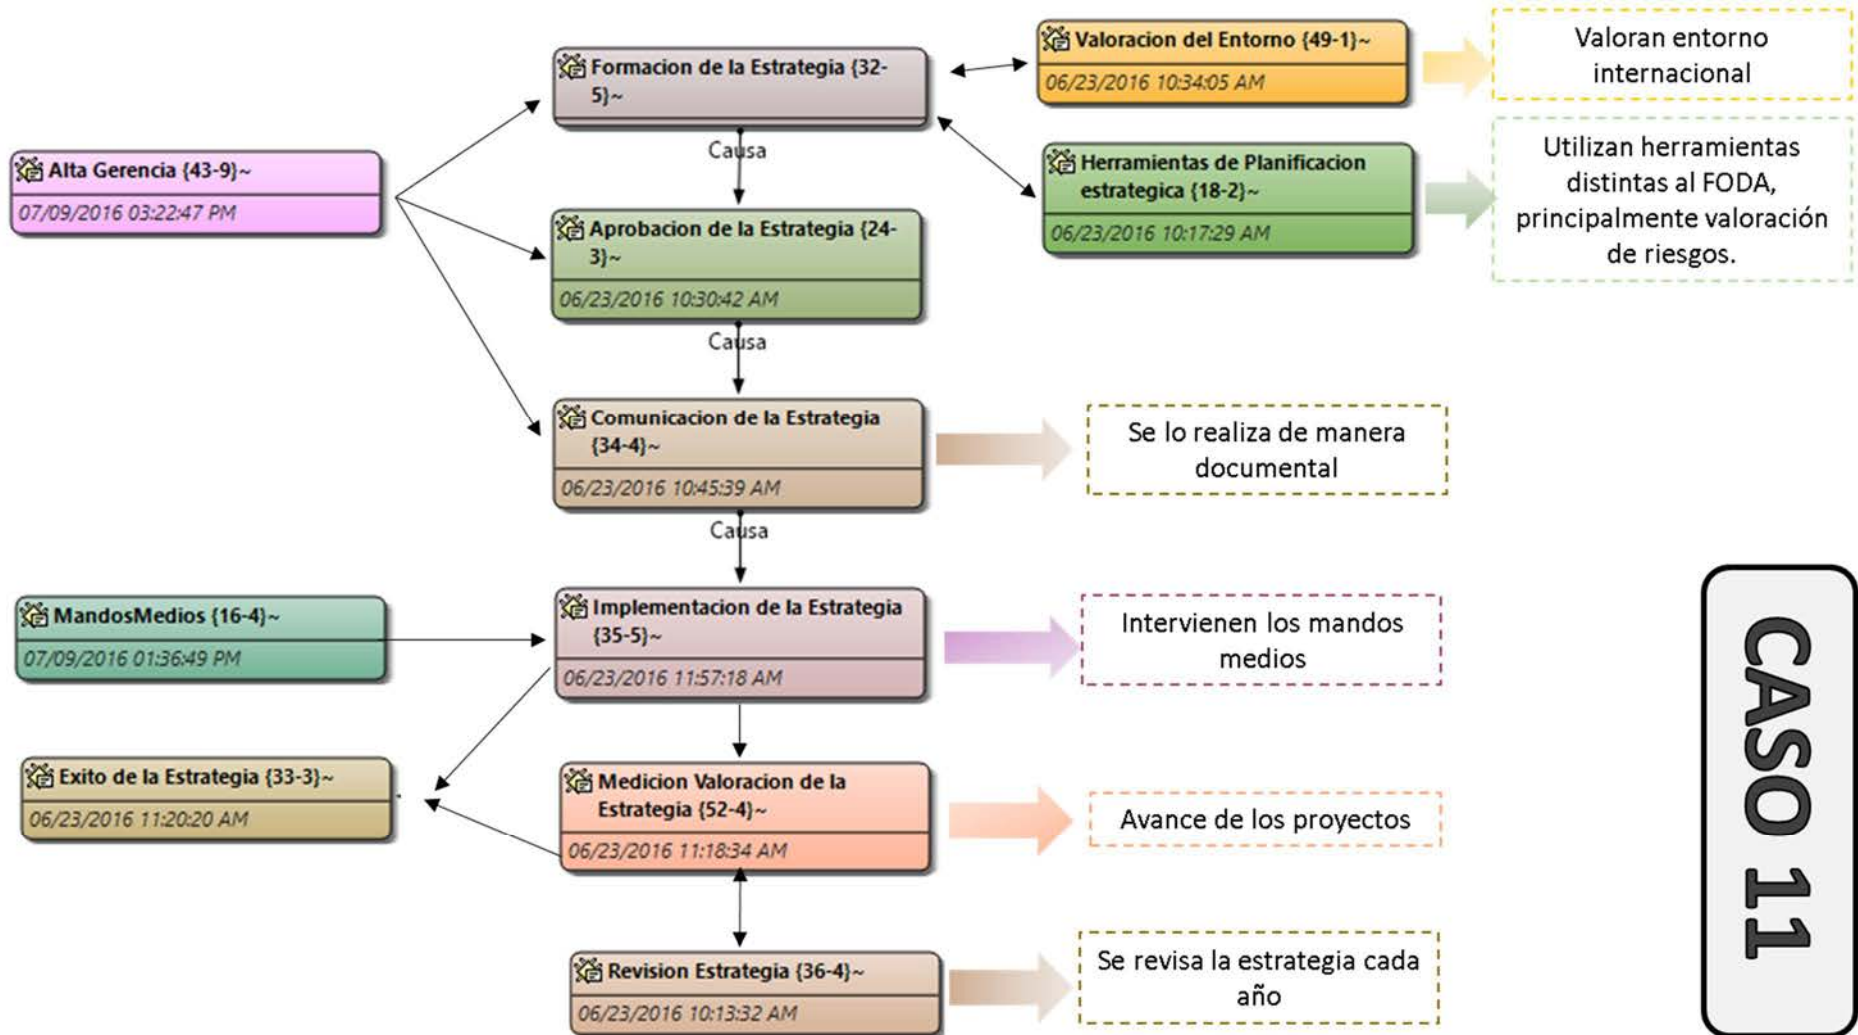 Formacion de la Estrategia {32-
5}~
Valoracion del Entorno {49-1}~
06/23/2016 10:34:05 AM
Valoran entorno
internacional
Causa
Alta Gerencia {43-9}~
07/09/2016 03:22:47 PM
Herramientas de Planificacion
estrategica {18-2}~
06/23/2016 10:17:29 AM
Utilizan herramientas
distintas al FODA,
principalmente valoración
de riesgos.
Aprobacion de la Estrategia {24-
3}~
06/23/2016 10:30:42 AM
Causa
Comunicacion de la Estrategia
{34-4}~
06/23/2016 10:45:39 AM
Se lo realiza de manera
documental
Causa
MandosMedios {16-4}~
07/09/2016 01:36:49 PM
Implementacion de la Estrategia
{35-5}~
06/23/2016 11:57:18 AM
Intervienen los mandos
medios
Exito de la Estrategia {33-3}~
06/23/2016 11:20:20 AM
Medicion Valoracion de la
Estrategia {52-4}~
06/23/2016 11:18:34 AM
Avance de los proyectos
Revision Estrategia {36-4}~
06/23/2016 10:13:32 AM
Se revisa la estrategia cada
año
CASO 11